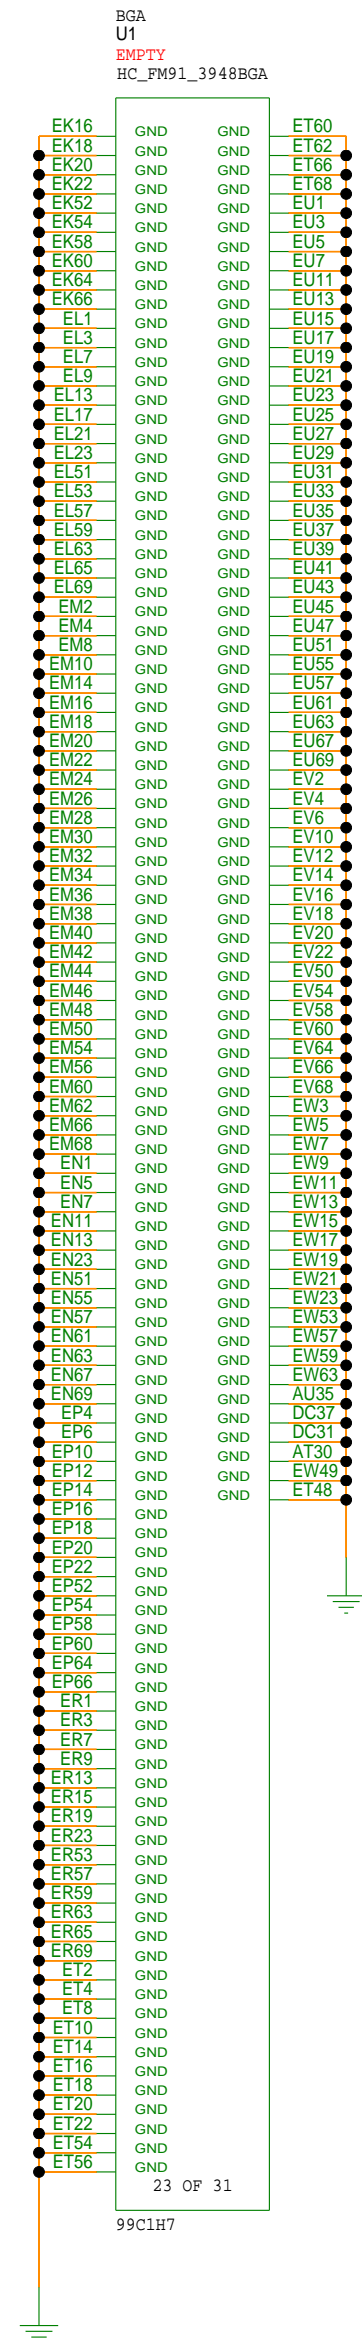 BGA
U1
EMPTY
HC_FM91_3948BGA
EK16 GND GND ET60
EK18 GND GND ET62
EK20 GND GND ET66
EK22 GND GND ET68
EK52 GND GND EU1
EK54 GND GND EU3
EK58 GND GND EU5
EK60 GND GND EU7
EK64 GND GND EU11
EK66 GND GND EU13
EL1 GND GND EU15
EL3 GND GND EU17
EL7 GND GND EU19
EL9 GND GND EU21
EL13 GND GND EU23
EL17 GND GND EU25
EL21 GND GND EU27
EL23 GND GND EU29
EL51 GND GND EU31
EL53 GND GND EU33
EL57 GND GND EU35
EL59 GND GND EU37
EL63 GND GND EU39
EL65 GND GND EU41
EL69 GND GND EU43
EM2 GND GND EU45
EM4 GND GND EU47
EM8 GND GND EU51
EM10 GND GND EU55
EM14 GND GND EU57
EM16 GND GND EU61
EM18 GND GND EU63
EM20 GND GND EU67
EM22 GND GND EU69
EM24 GND GND EV2
EM26 GND GND EV4
EM28 GND GND EV6
EM30 GND GND EV10
EM32 GND GND EV12
EM34 GND GND EV14
EM36 GND GND EV16
EM38 GND GND EV18
EM40 GND GND EV20
EM42 GND GND EV22
EM44 GND GND EV50
EM46 GND GND EV54
EM48 GND GND EV58
EM50 GND GND EV60
EM54 GND GND EV64
EM56 GND GND EV66
EM60 GND GND EV68
EM62 GND GND EW3
EM66 GND GND EW5
EM68 GND GND EW7
EN1 GND GND EW9
EN5 GND GND EW11
EN7 GND GND EW13
EN11 GND GND EW15
EN13 GND GND EW17
EN23 GND GND EW19
EN51 GND GND EW21
EN55 GND GND EW23
EN57 GND GND EW53
EN61 GND GND EW57
EN63 GND GND EW59
EN67 GND GND EW63
EN69 GND GND AU35
EP4 GND GND DC37
EP6 GND GND DC31
EP10 GND GND AT30
EP12 GND GND EW49
EP14 GND GND ET48
EP16 GND
EP18 GND
EP20 GND
EP22 GND
EP52 GND
EP54 GND
EP58 GND
EP60 GND
EP64 GND
EP66 GND
ER1 GND
ER3 GND
ER7 GND
ER9 GND
ER13 GND
ER15 GND
ER19 GND
ER23 GND
ER53 GND
ER57 GND
ER59 GND
ER63 GND
ER65 GND
ER69 GND
ET2 GND
ET4 GND
ET8 GND
ET10 GND
ET14 GND
ET16 GND
ET18 GND
ET20 GND
ET22 GND
ET54 GND
ET56 GND
23 OF 31
99C1H7